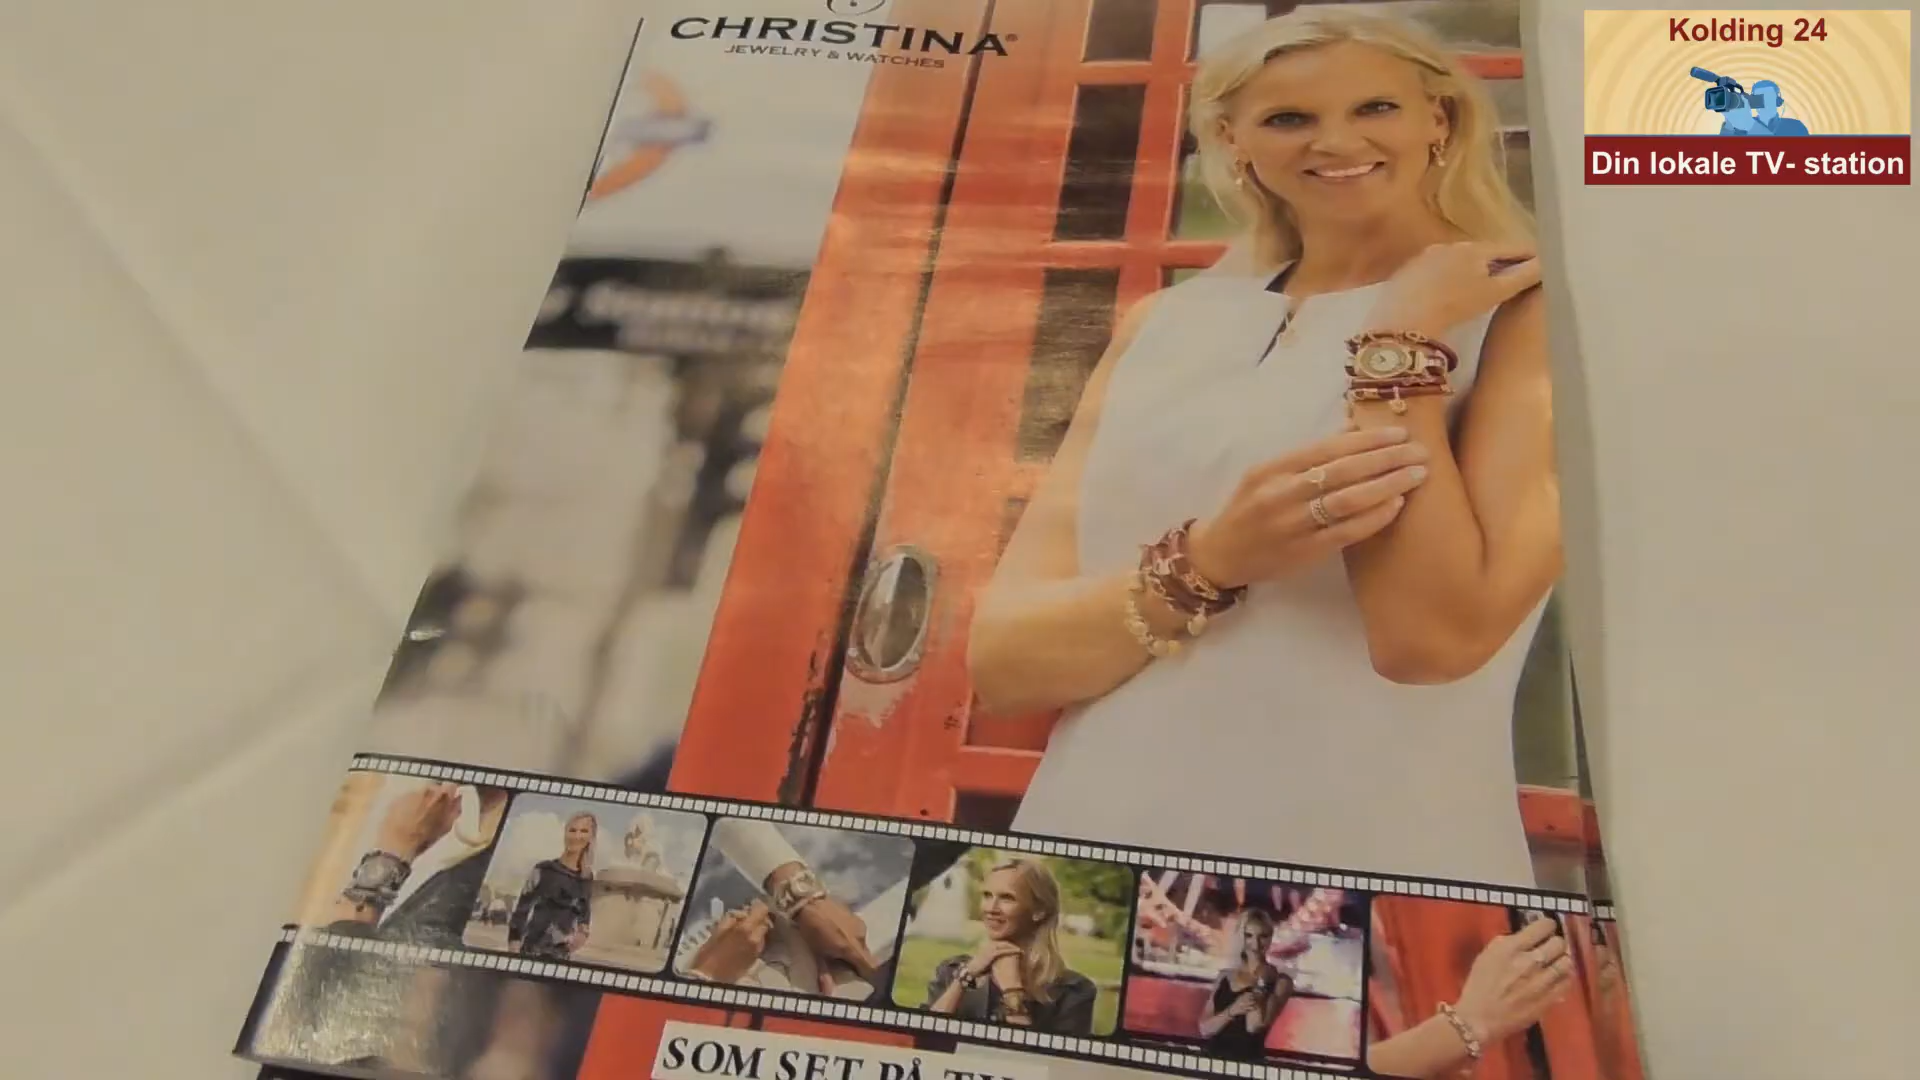 CHRISTINA®
JEWELRY & WATCHES
Kolding 24
Din lokale TV- station
SOM SET PÅ